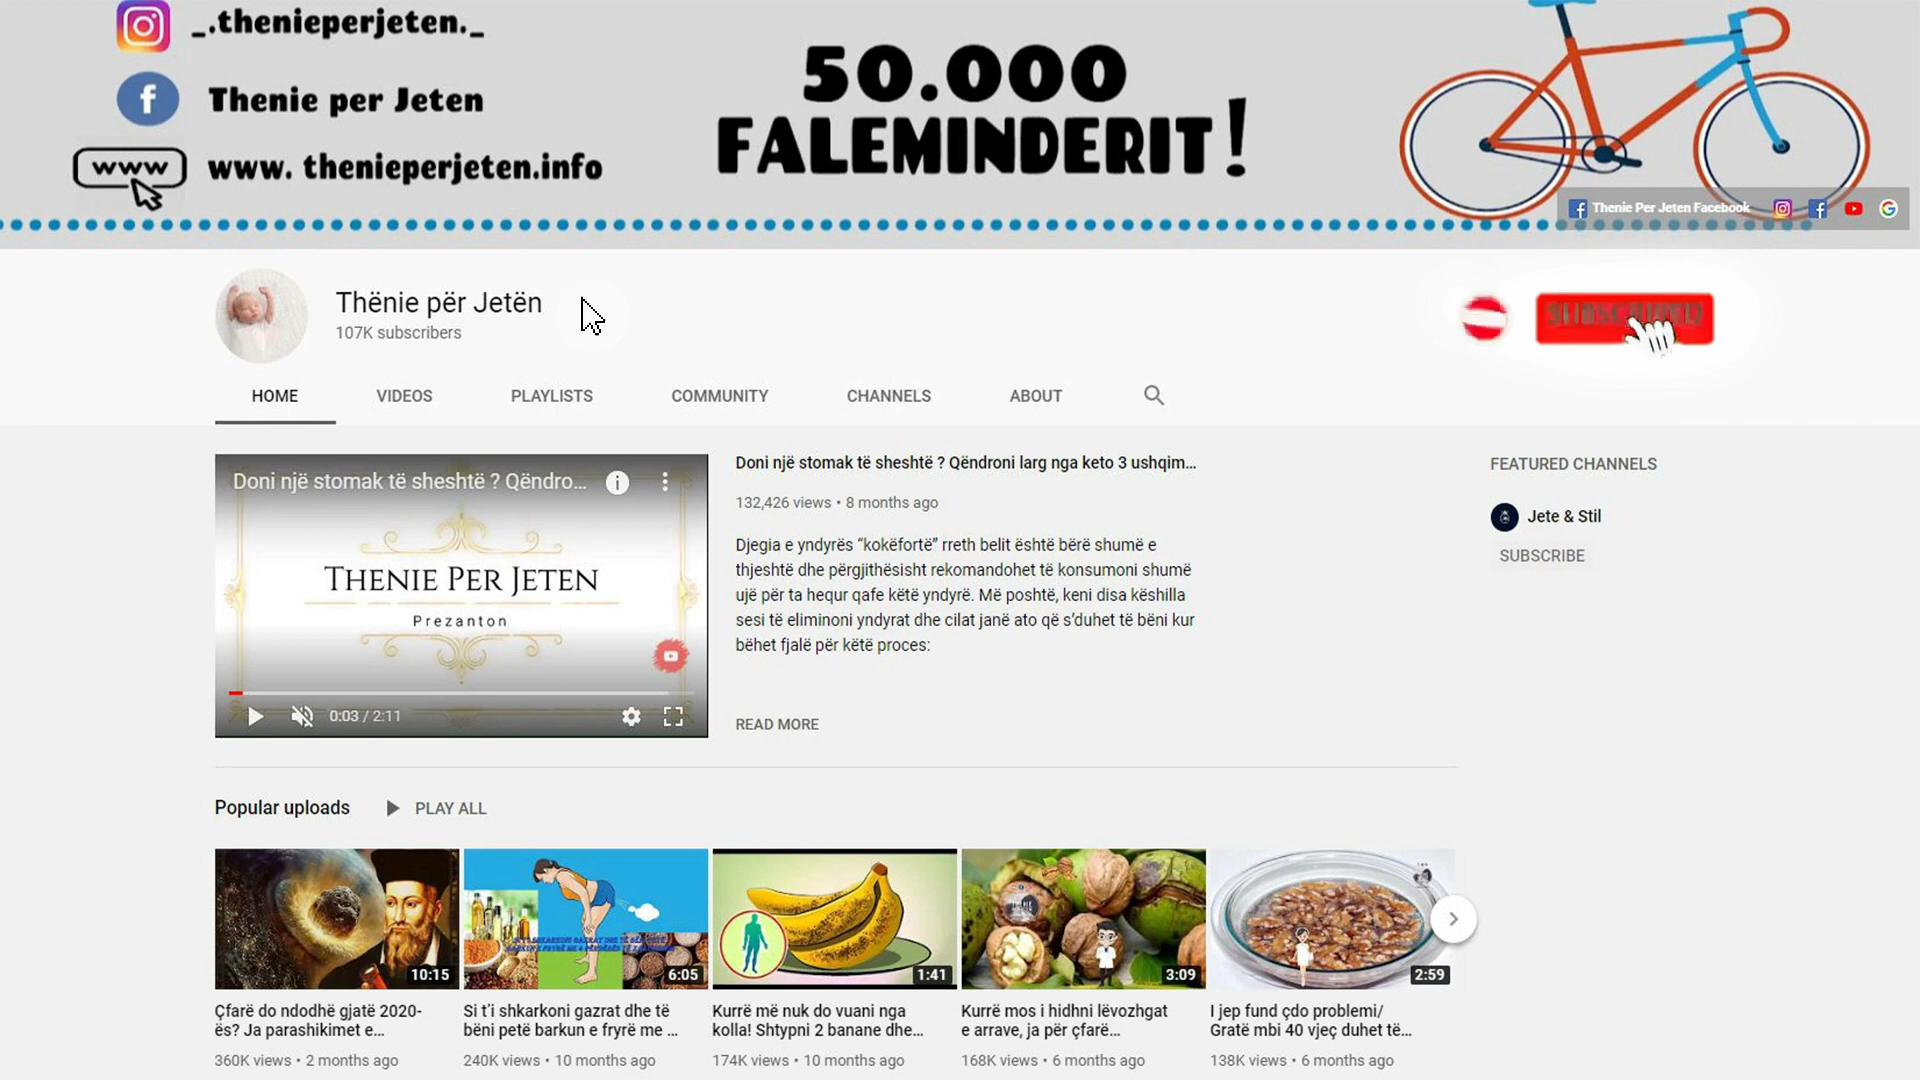 _.thenieperjeten._
Thenie per Jeten
www
www. thenieperjeten.info
50.000
FALEMINDERIT!
Thenie Per Jeten Facebook
Thënie për Jetën
107K subscribers
HOME
VIDEOS
PLAYLISTS
COMMUNITY
CHANNELS
ABOUT
Doni një stomak të sheshtë ? Qëndro...
THENIE PER JETEN
Prezanton
0:03 / 2:11
Doni një stomak të sheshtë ? Qëndroni larg nga keto 3 ushqim...
132,426 views • 8 months ago
Djegia e yndyrës “kokëfortë” rreth belit është bërë shumë e
thjeshtë dhe përgjithësisht rekomandohet të konsumoni shumë
ujë për ta hequr qafe këtë yndyrë. Më poshtë, keni disa këshilla
sesi të eliminoni yndyrat dhe cilat janë ato që s’duhet të bëni kur
bëhet fjalë për këtë proces:
READ MORE
FEATURED CHANNELS
Jete & Stil
SUBSCRIBE
Popular uploads
PLAY ALL
10:15
6:05
1:41
3:09
2:59
Çfarë do ndodhë gjatë 2020-
ës? Ja parashikimet e...
360K views • 2 months ago
Si t’i shkarkoni gazrat dhe të
bëni petë barkun e fryrë me ...
240K views • 10 months ago
Kurrë më nuk do vuani nga
kolla! Shtypni 2 banane dhe...
174K views • 10 months ago
Kurrë mos i hidhni lëvozhgat
e arrave, ja për çfarë...
168K views • 6 months ago
I jep fund çdo problemi/
Gratë mbi 40 vjeç duhet të...
138K views • 6 months ago